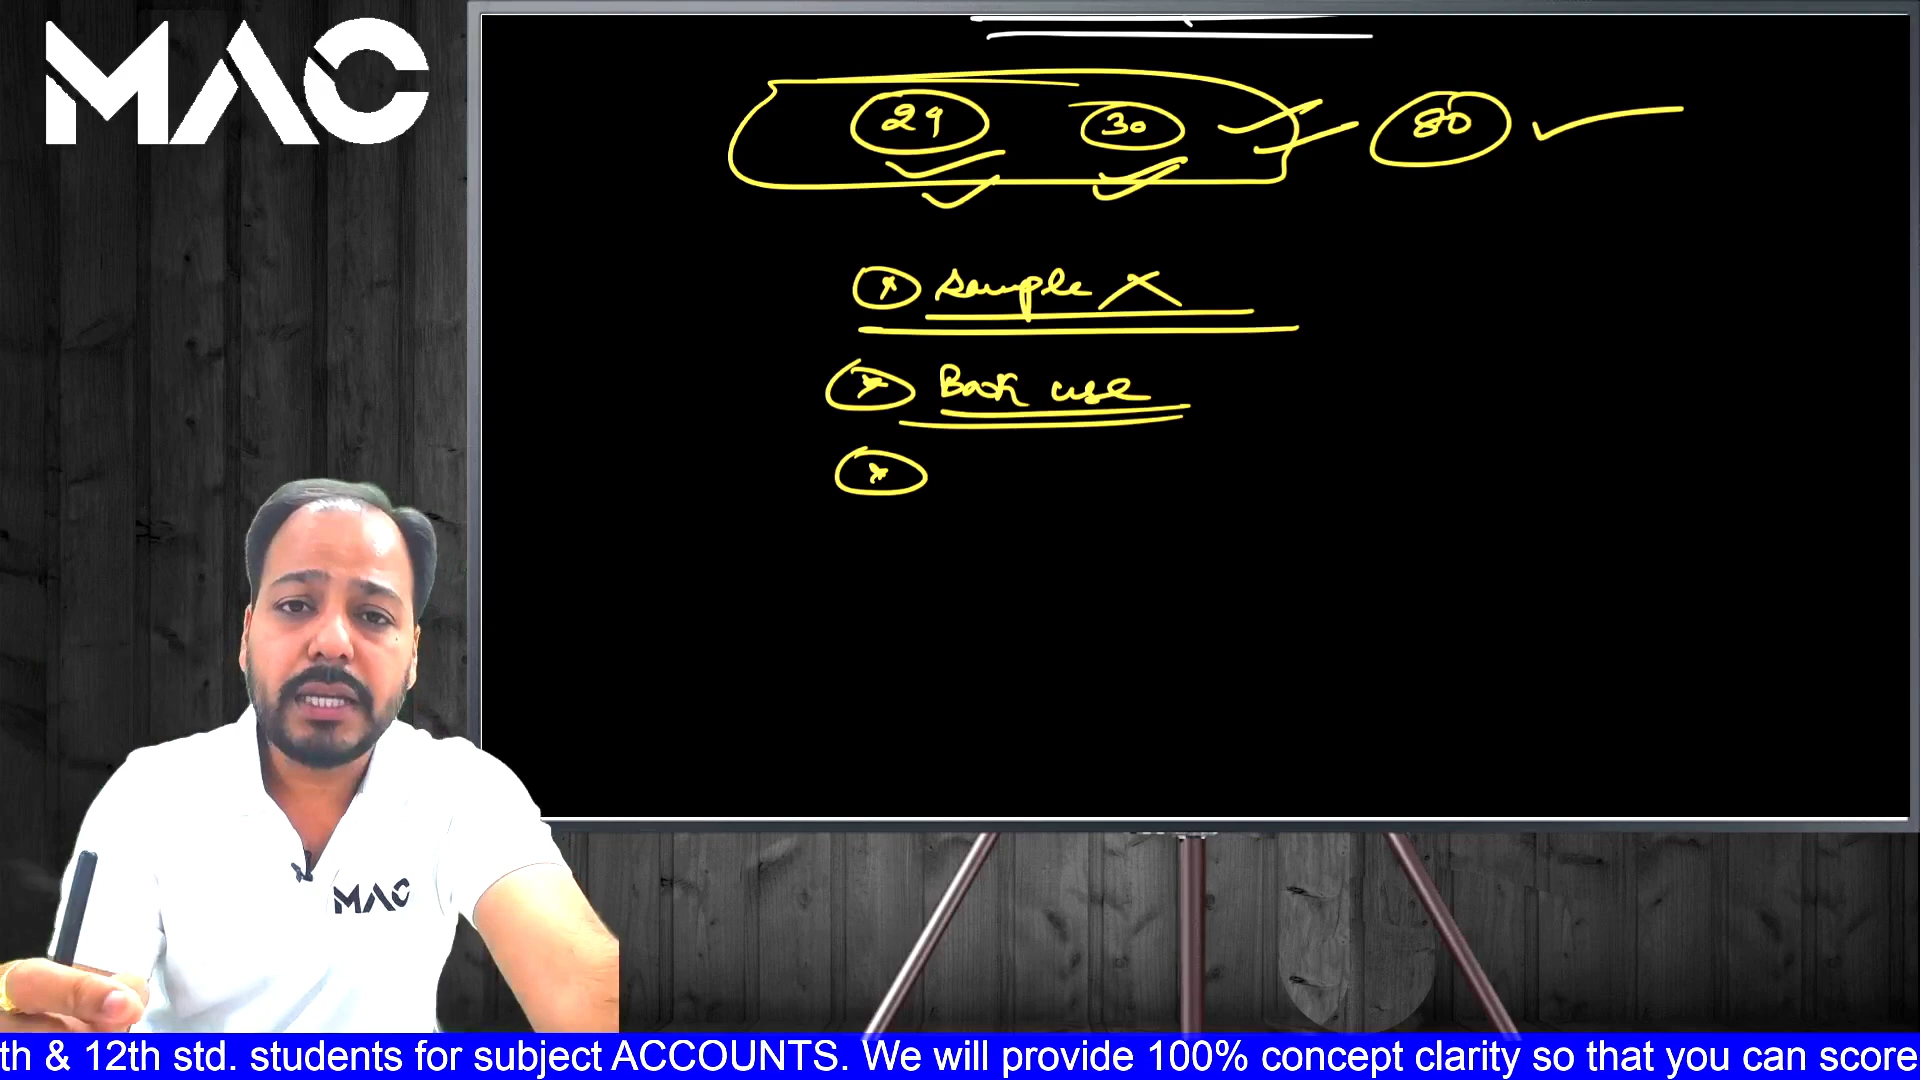 MAC
29 30 80
Sample X
Book use
MAC
th & 12th std. students for subject ACCOUNTS. We will provide 100% concept clarity so that you can score